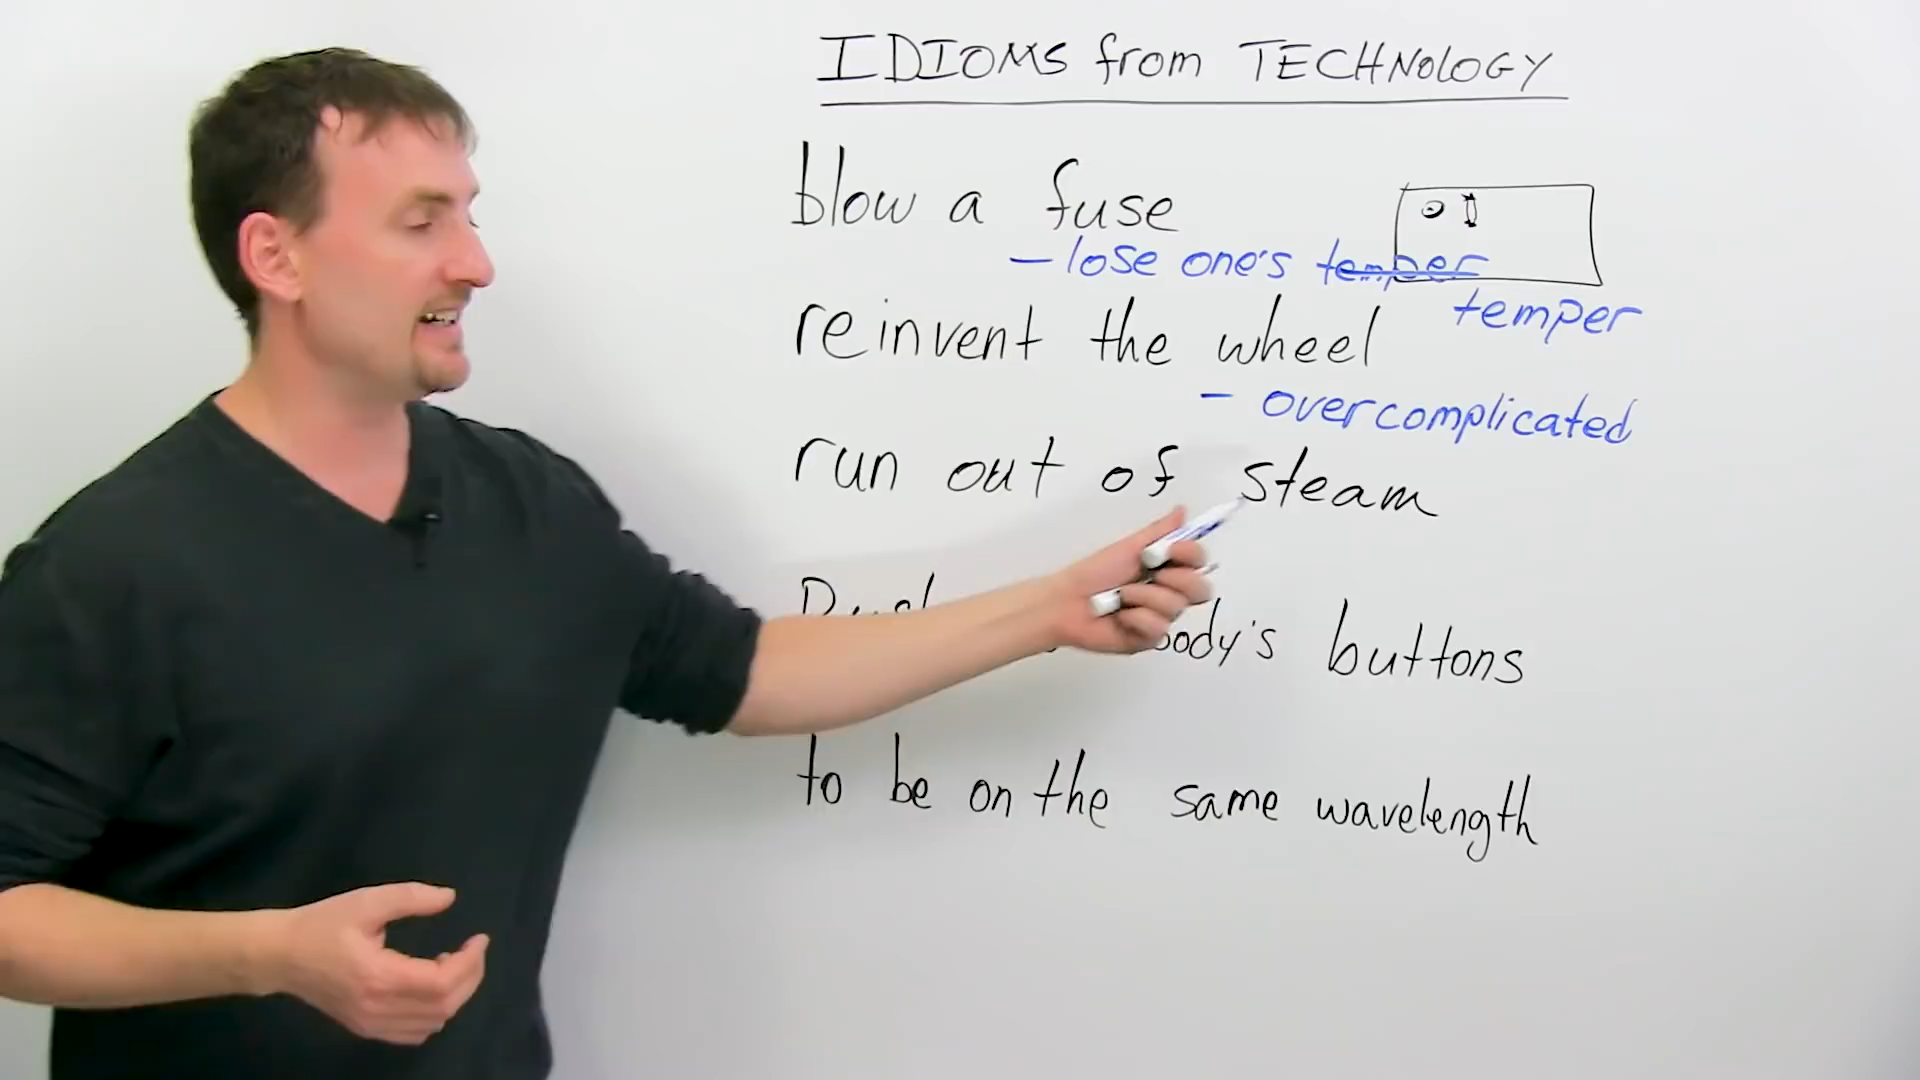 IDIOMS from TECHNOLOGY
blow a fuse
- lose one's temper
temper
reinvent the wheel
- overcomplicated
run out of steam
buttons
to be on the same wavelength